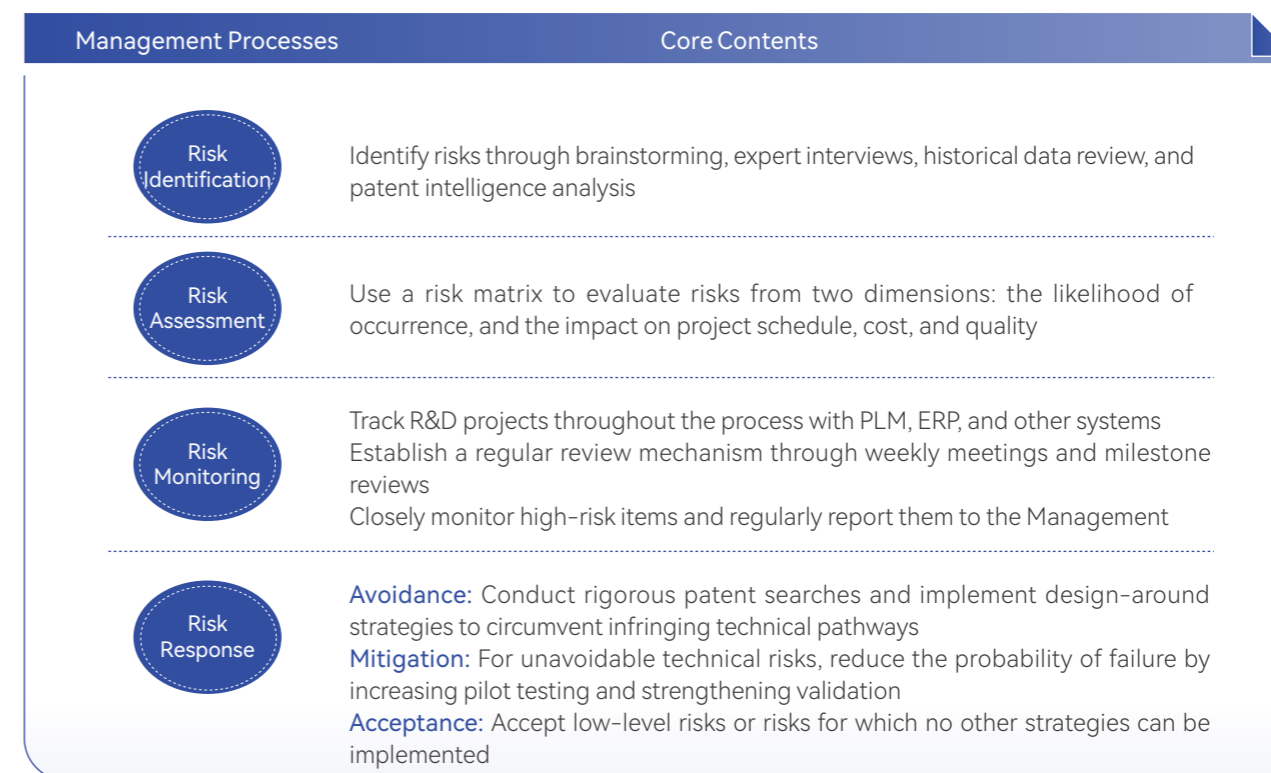 Management Processes
Core Contents
Risk
Identification
Identify risks through brainstorming, expert interviews, historical data review, and
patent intelligence analysis
Risk
Assessment
Use a risk matrix to evaluate risks from two dimensions: the likelihood of
occurrence, and the impact on project schedule, cost, and quality
Risk
Monitoring
Track R&D projects throughout the process with PLM, ERP, and other systems
Establish a regular review mechanism through weekly meetings and milestone
reviews
Closely monitor high-risk items and regularly report them to the Management
Risk
Response
Avoidance: Conduct rigorous patent searches and implement design-around
strategies to circumvent infringing technical pathways
Mitigation: For unavoidable technical risks, reduce the probability of failure by
increasing pilot testing and strengthening validation
Acceptance: Accept low-level risks or risks for which no other strategies can be
implemented